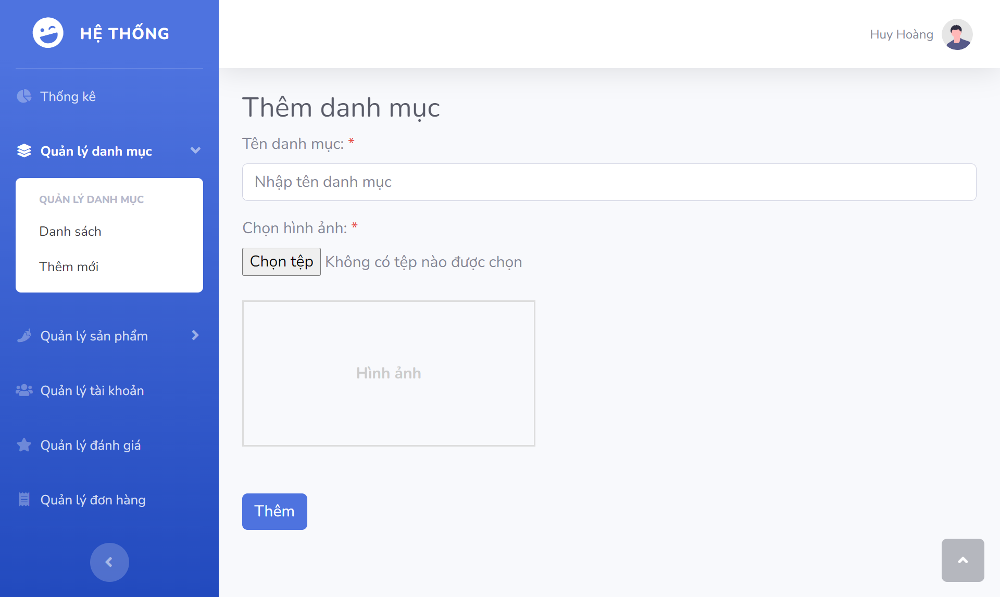 HỆ THỐNG
Huy Hoàng
Thống kê
Quản lý danh mục
QUẢN LÝ DANH MỤC
Danh sách
Thêm mới
Quản lý sản phẩm
Quản lý tài khoản
Quản lý đánh giá
Quản lý đơn hàng
Thêm danh mục
Tên danh mục: *
Nhập tên danh mục
Chọn hình ảnh: *
Chọn tệp Không có tệp nào được chọn
Hình ảnh
Thêm